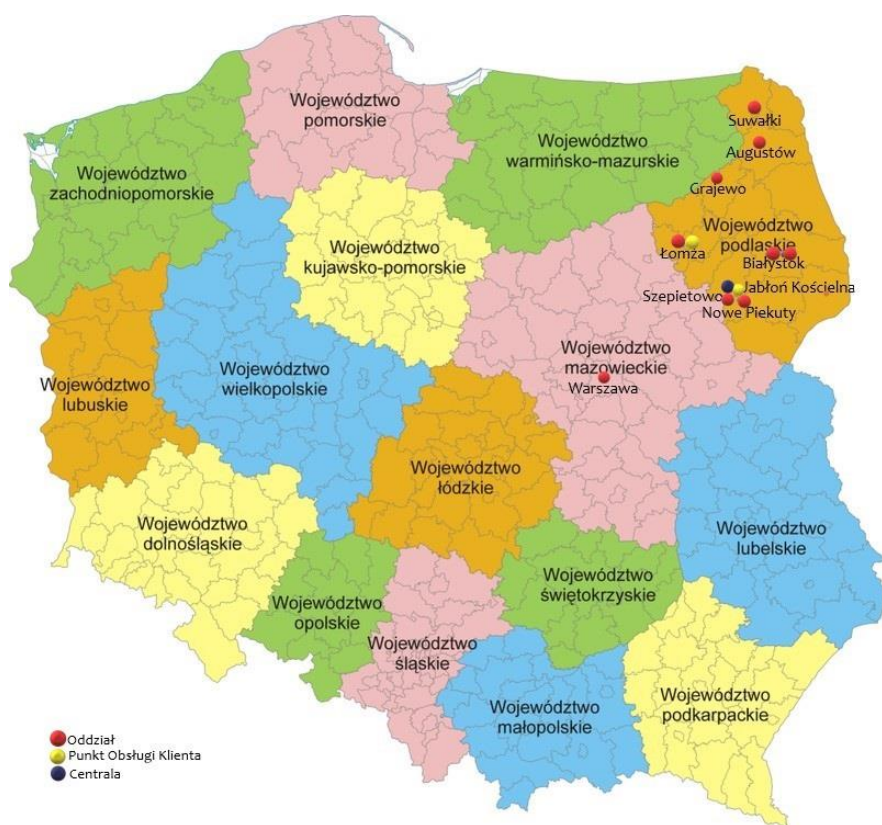 Województwo
pomorskie
Województwo
zachodniopomorskie
Województwo
warmińsko-mazurskie
Suwałki
Augustów
Grajewo
Województwo
podlaskie
Łomża
Białystok
Województwo
kujawsko-pomorskie
Szepietowo
Jabłoń Kościelna
Nowe Piekuty
Województwo
mazowieckie
Warszawa
Województwo
wielkopolskie
Województwo
lubuskie
Województwo
łódzkie
Województwo
dolnośląskie
Województwo
lubelskie
Województwo
świętokrzyskie
Województwo
opolskie
Województwo
śląskie
Województwo
podkarpackie
Województwo
małopolskie
Oddział
Punkt Obsługi Klienta
Centrala